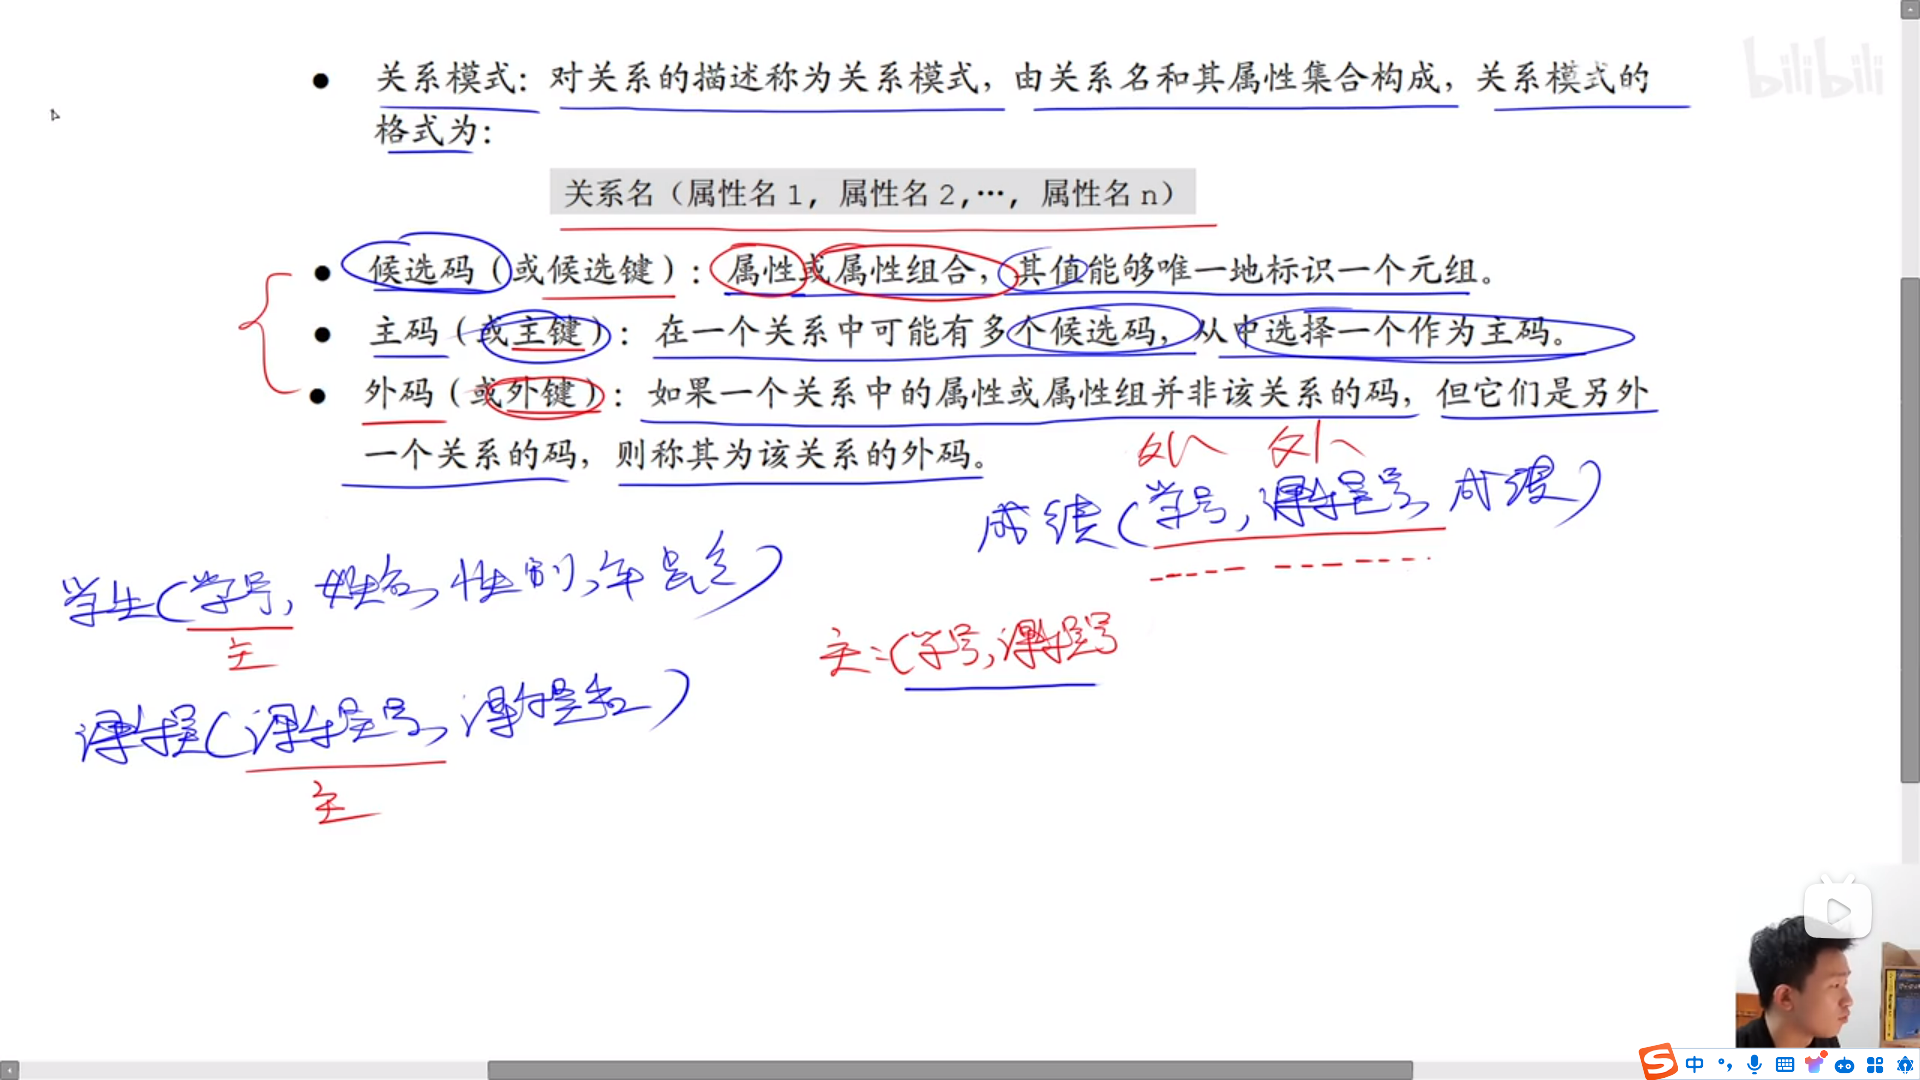 bilibili
● 关系模式：对关系的描述称为关系模式，由关系名和其属性集合构成，关系模式的
格式为：
关系名（属性名1，属性名2,…，属性名n）
● 候选码（或候选键）：属性或属性组合，其值能够唯一地标识一个元组。
● 主码（或主键）：在一个关系中可能有多个候选码，从中选择一个作为主码。
● 外码（或外键）：如果一个关系中的属性或属性组并非该关系的码，但它们是另外
一个关系的码，则称其为该关系的外码。
外 外
成绩（学号，课程号，成绩）
学生（学号，姓名，性别，年龄）
主
主：（学号，课程号
课程（课程号，课程名）
主
中